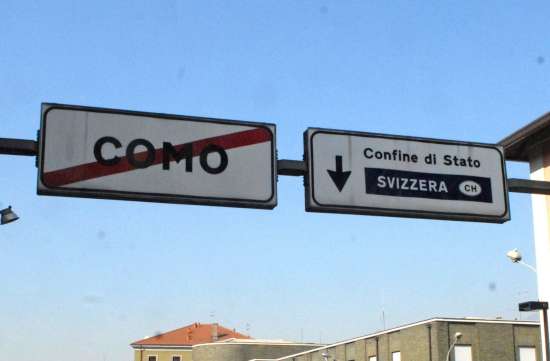 COMO
Confine di Stato
SVIZZERA CH